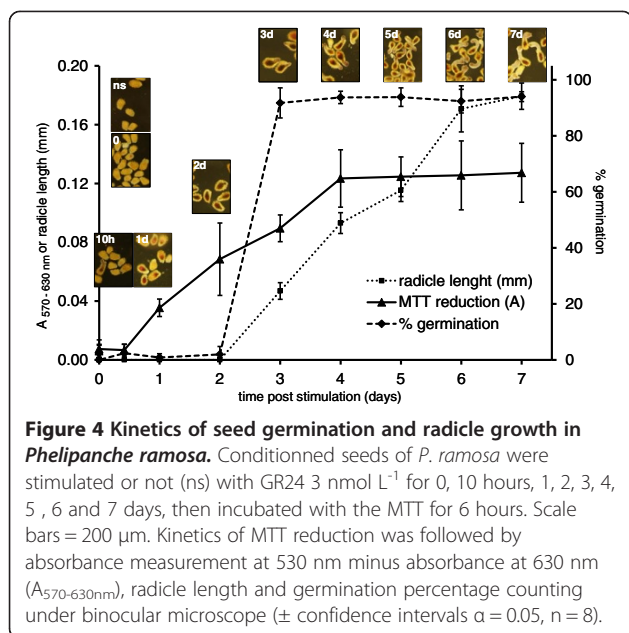 3d 4d 5d 6d 7d
0.20 100
ns
0.16 80
0
0.12 60
2d
0.08 40
10h 1d
radicle lenght (mm)
MTT reduction (A)
0.04 20
% germination
0.00 0
0 1 2 3 4 5 6 7
time post stimulation (days)
A 570 - 630 nm or radicle length (mm)
% germination
Figure 4 Kinetics of seed germination and radicle growth in
Phelipanche ramosa. Conditionned seeds of P. ramosa were
stimulated or not (ns) with GR24 3 nmol L-1 for 0, 10 hours, 1, 2, 3, 4,
5 , 6 and 7 days, then incubated with the MTT for 6 hours. Scale
bars = 200 µm. Kinetics of MTT reduction was followed by
absorbance measurement at 530 nm minus absorbance at 630 nm
(A570-630nm), radicle length and germination percentage counting
under binocular microscope (± confidence intervals α = 0.05, n = 8).